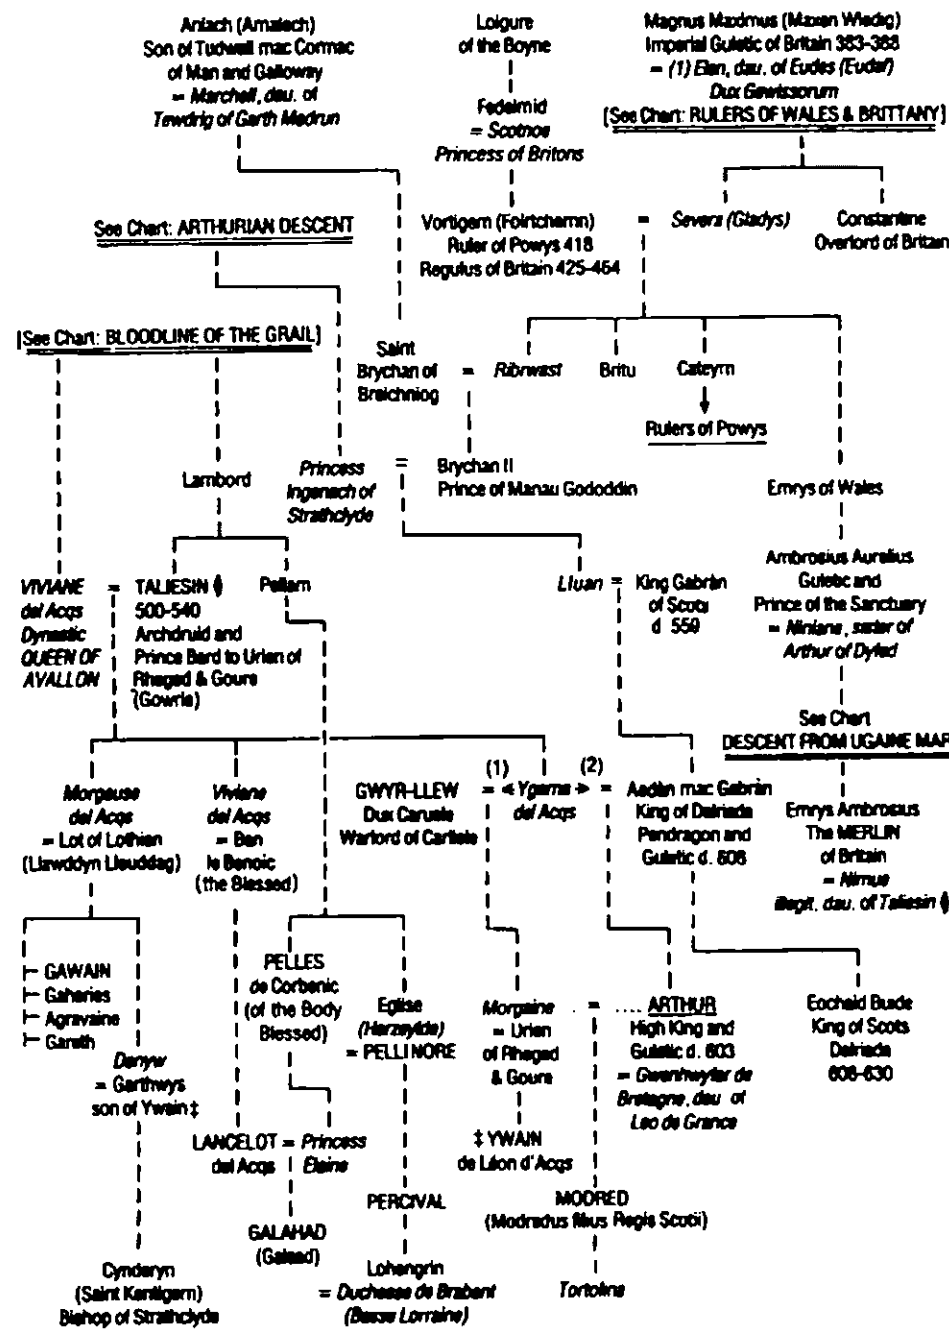 Anlach (Amalech)
Son of Tudwall mac Cormac
of Man and Galloway
= Marchell, dau. of
Tewdrig of Garth Madrun
Loigure
of the Boyne
Fedelmid
= Scotnoe
Princess of Britons
Magnus Maximus (Maxen Wledig)
Imperial Guletic of Britain 383-388
= (1) Elen, dau. of Eudes (Eudaf)
Dux Gewissorum
[See Chart: RULERS OF WALES & BRITTANY]
See Chart: ARTHURIAN DESCENT
Vortigern (Foirtchernn)
Ruler of Powys 418
Regulus of Britain 425-464
= Severa (Gladys)
Constantine
Overlord of Britain
[See Chart: BLOODLINE OF THE GRAIL]
Saint
Brychan of
Breichniog
= Ribrwast
Britu
Cateyrn
Rulers of Powys
Lambord
Princess
Ingenach of
Strathclyde
=
Brychan II
Prince of Manau Gododdin
Emrys of Wales
VIVIANE
del Acqs
Dynastic
QUEEN OF
AVALLON
=
TALIESIN
500-540
Archdruid and
Prince Bard to Urien of
Rheged & Goure
(Gowrie)
Pellam
Lluan =
King Gabràn
of Scots
d 559
Ambrosius Aurelius
Guletic and
Prince of the Sanctuary
= Niniane, sister of
Arthur of Dyfed
See Chart
DESCENT FROM UGAINE MAR
Morgause
del Acqs
= Lot of Lothian
(Llawddyn Lleuddag)
Viviane
del Acqs
= Ban
le Benoic
(the Blessed)
GWYR-LLEW
Dux Caruele
Warlord of Carlisle
(1) (2)
= < Ygerna > =
del Acqs
Aedàn mac Gabràn
King of Dalriada
Pendragon and
Guletic d. 608
Emrys Ambrosius
The MERLIN
of Britain
= Nimue
illegit. dau. of Taliesin
GAWAIN
Gaheries
Agravaine
Gareth
Denyw
= Garthwys
son of Ywain ‡
PELLES
de Corbenic
(of the Body
Blessed)
Eglise
(Herzeylde)
= PELLINORE
Morgaine
= Urien
of Rheged
& Goure
= .... ARTHUR
High King and
Guletic d. 603
= Gwenhwyfar de
Bretagne, dau of
Leo de Grance
Eochaid Buide
King of Scots
Dalriada
608-630
LANCELOT = Princess
del Acqs Elaine
‡ YWAIN
de Léon d'Acqs
GALAHAD
(Galead)
PERCIVAL
MODRED
(Modredus filius Regis Scotii)
Cynderyn
(Saint Kentigern)
Bishop of Strathclyde
Lohengrin
= Duchesse de Brabant
(Basse Lorraine)
Tortolina